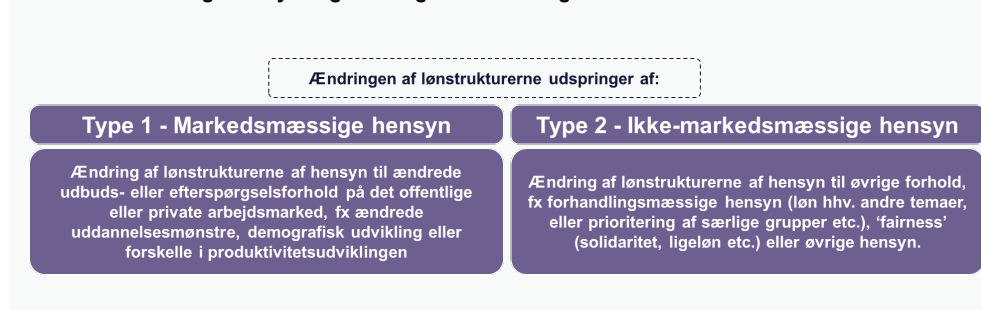 Ændringen af lønstrukturerne udspringer af:
Type 1 - Markedsmæssige hensyn
Type 2 - Ikke-markedsmæssige hensyn
Ændring af lønstrukturerne af hensyn til ændrede
udbuds- eller efterspørgselsforhold på det offentlige
eller private arbejdsmarked, fx ændrede
uddannelsesmønstre, demografisk udvikling eller
forskelle i produktivitetsudviklingen
Ændring af lønstrukturerne af hensyn til øvrige forhold,
fx forhandlingsmæssige hensyn (løn hhv. andre temaer,
eller prioritering af særlige grupper etc.), ‘fairness’
(solidaritet, ligeløn etc.) eller øvrige hensyn.